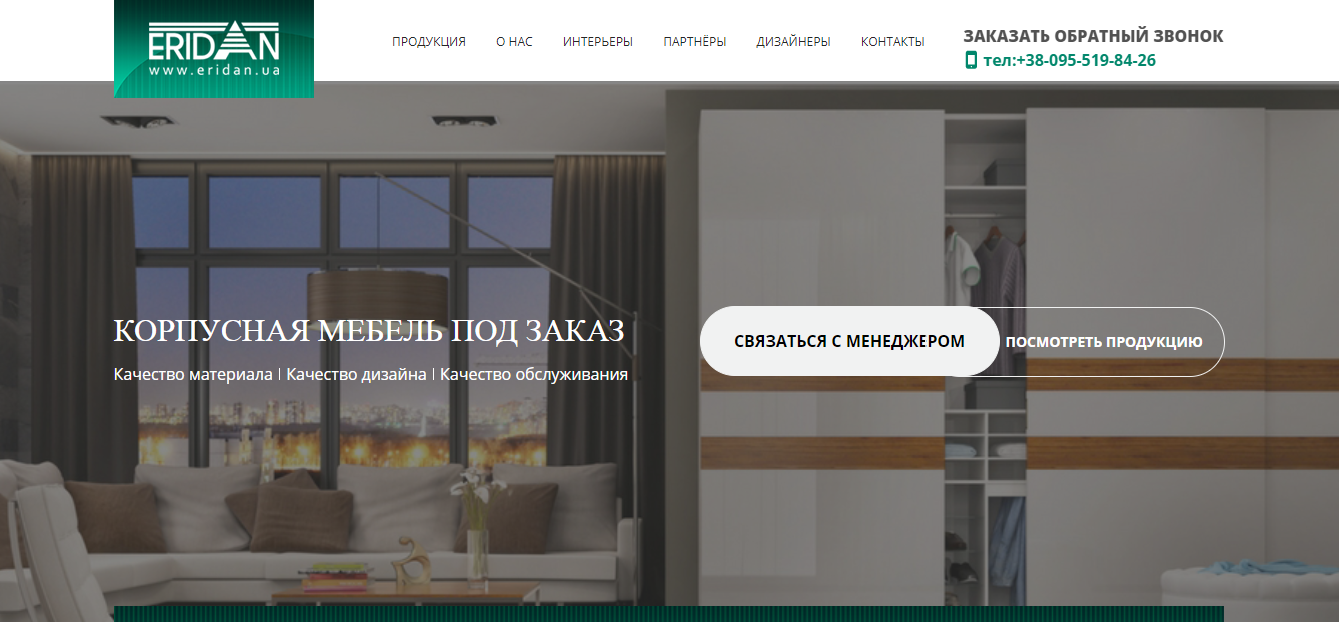 ERIDAN
www.eridan.ua
ПРОДУКЦИЯ О НАС ИНТЕРЬЕРЫ ПАРТНЁРЫ ДИЗАЙНЕРЫ КОНТАКТЫ
ЗАКАЗАТЬ ОБРАТНЫЙ ЗВОНОК
тел:+38-095-519-84-26
КОРПУСНАЯ МЕБЕЛЬ ПОД ЗАКАЗ
Качество материала | Качество дизайна | Качество обслуживания
СВЯЗАТЬСЯ С МЕНЕДЖЕРОМ
ПОСМОТРЕТЬ ПРОДУКЦИЮ